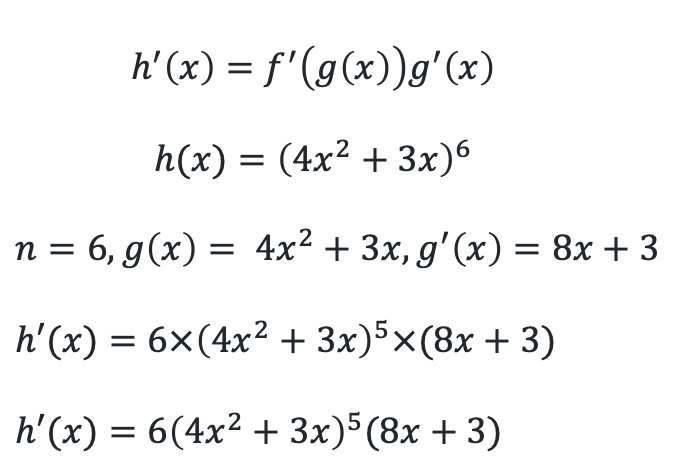 h′(x) = f′(g(x))g′(x)
h(x) = (4x² + 3x)⁶
n = 6, g(x) = 4x² + 3x, g′(x) = 8x + 3
h′(x) = 6×(4x² + 3x)⁵×(8x + 3)
h′(x) = 6(4x² + 3x)⁵(8x + 3)